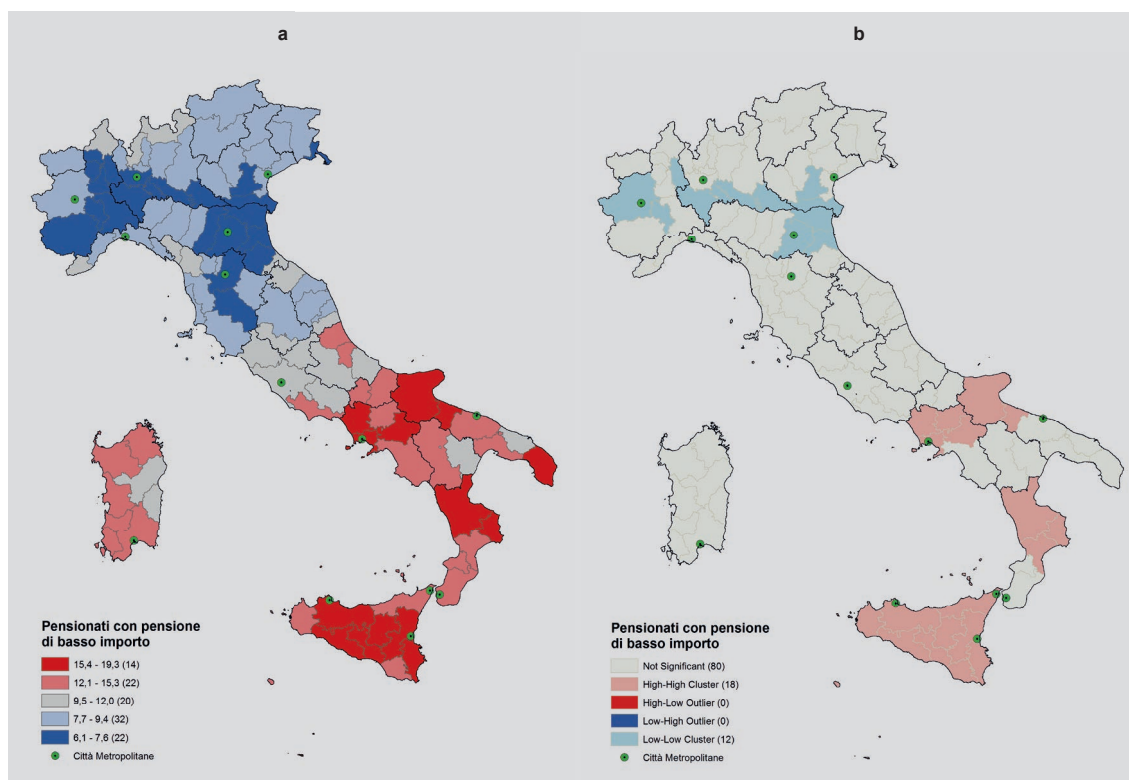 a
b
Pensionati con pensione
di basso importo
15,4 - 19,3 (14)
12,1 - 15,3 (22)
9,5 - 12,0 (20)
7,7 - 9,4 (32)
6,1 - 7,6 (22)
Città Metropolitane
Pensionati con pensione
di basso importo
Not Significant (80)
High-High Cluster (18)
High-Low Outlier (0)
Low-High Outlier (0)
Low-Low Cluster (12)
Città Metropolitane